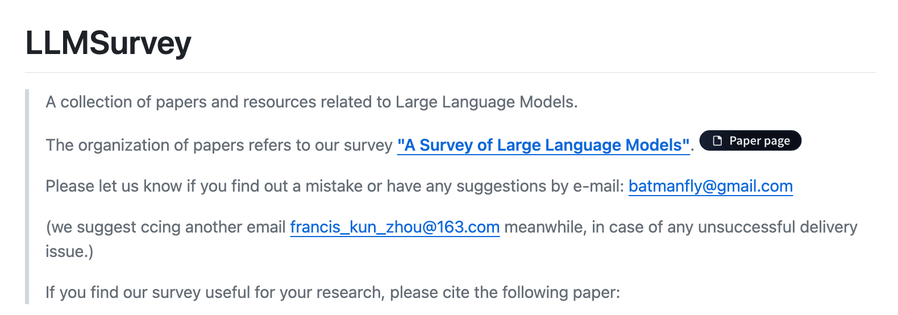 LLMSurvey
A collection of papers and resources related to Large Language Models.
The organization of papers refers to our survey "A Survey of Large Language Models". Paper page
Please let us know if you find out a mistake or have any suggestions by e-mail: batmanfly@gmail.com
(we suggest ccing another email francis_kun_zhou@163.com meanwhile, in case of any unsuccessful delivery
issue.)
If you find our survey useful for your research, please cite the following paper: